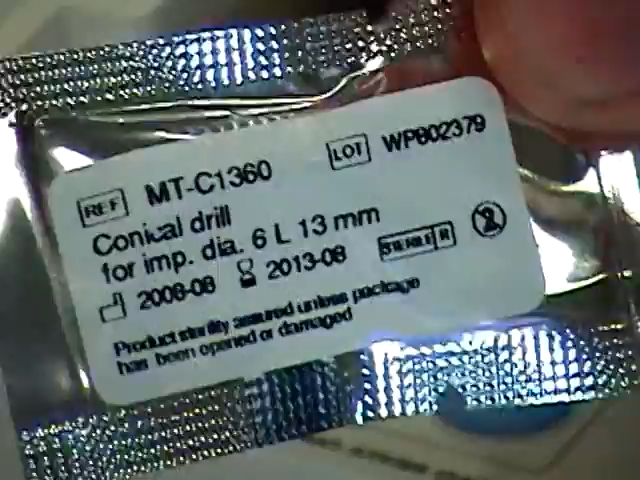 REF MT-C1360 LOT WP802379
Conical drill
for imp. dia. 6 L 13 mm
2008-08 2013-08 STERILE R 2
Product sterility assured unless package
has been opened or damaged